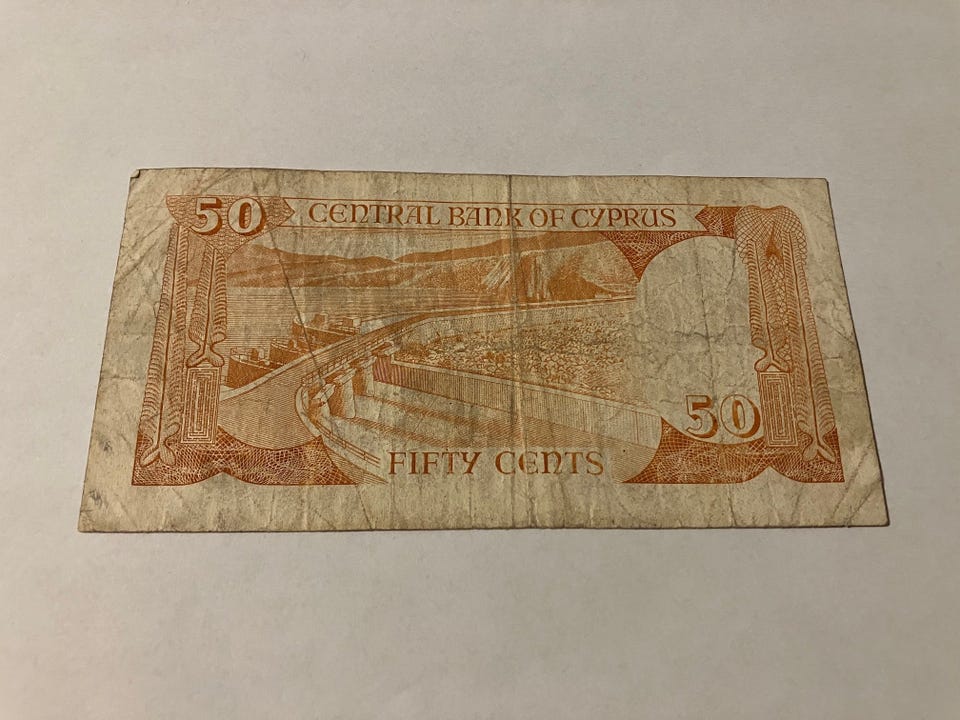 50 CENTRAL BANK OF CYPRUS
50
FIFTY CENTS